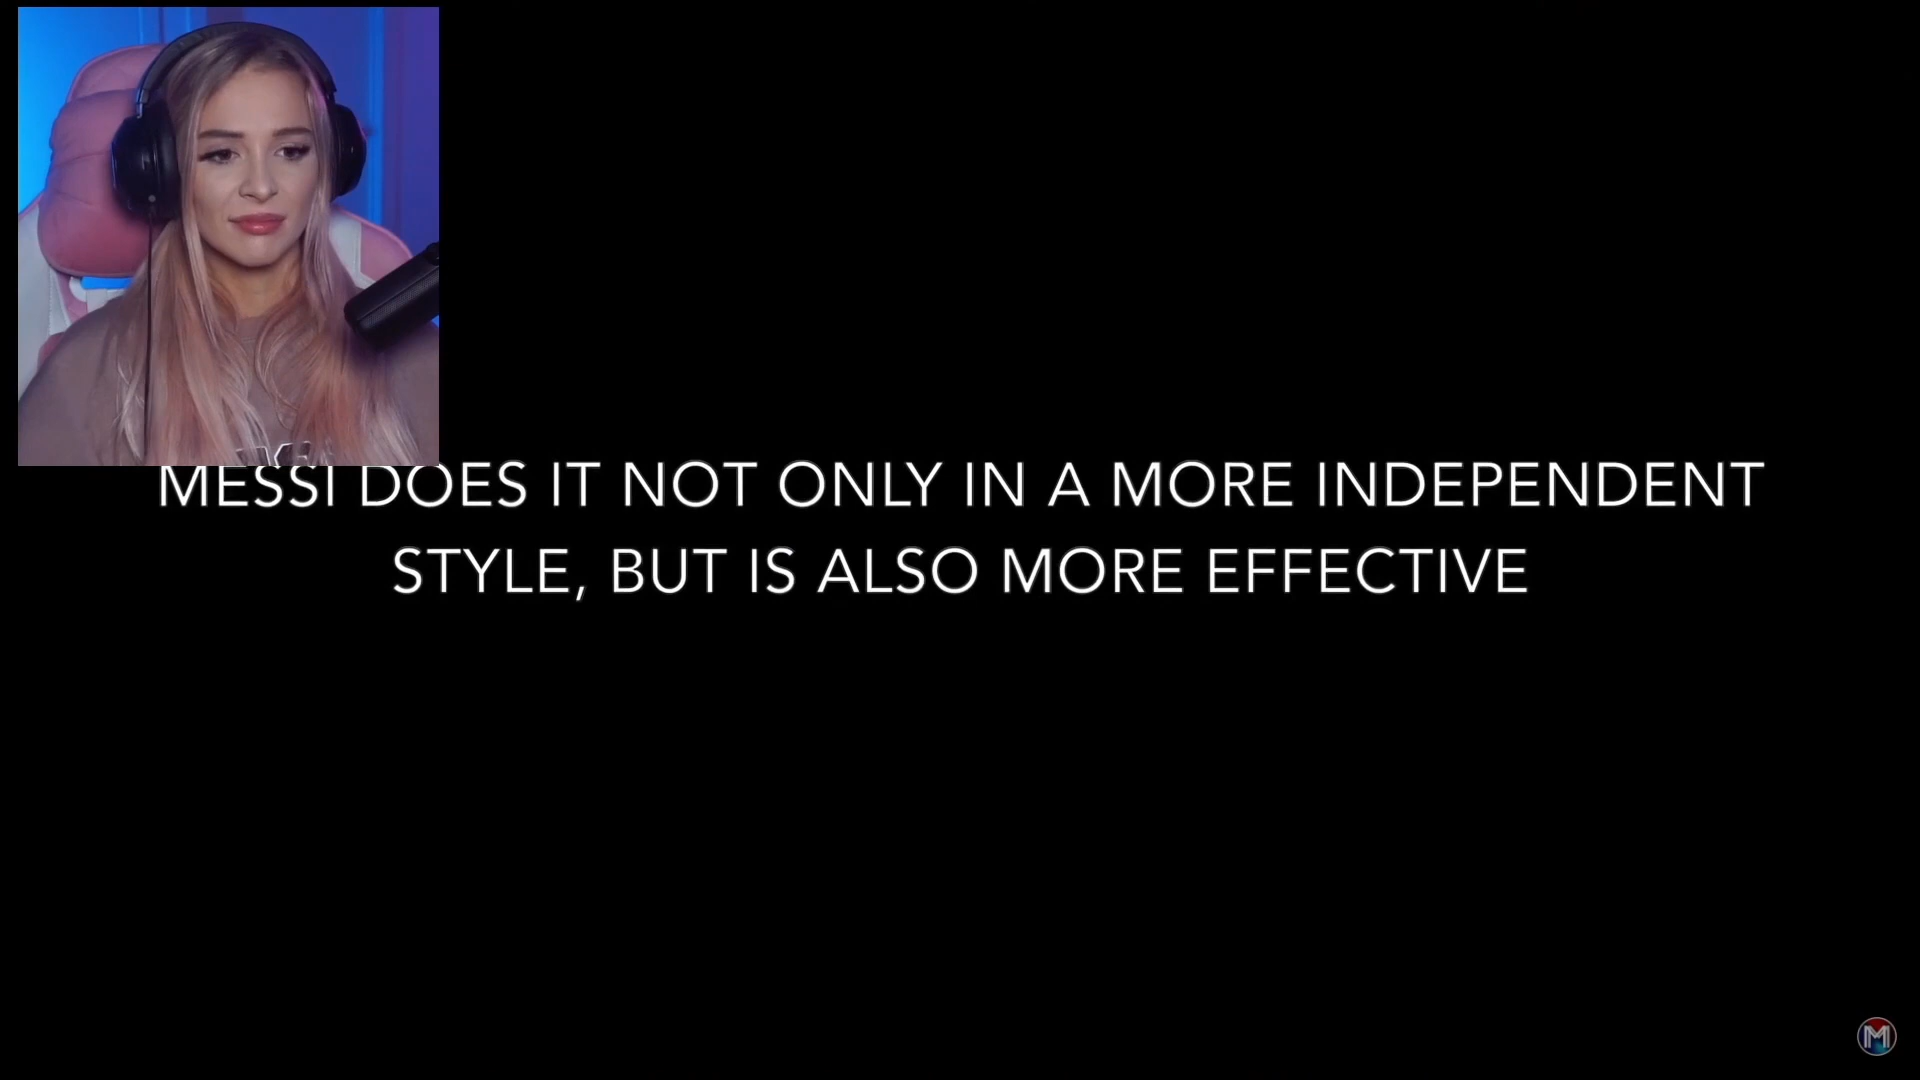 MESSI DOES IT NOT ONLY IN A MORE INDEPENDENT
STYLE, BUT IS ALSO MORE EFFECTIVE
M